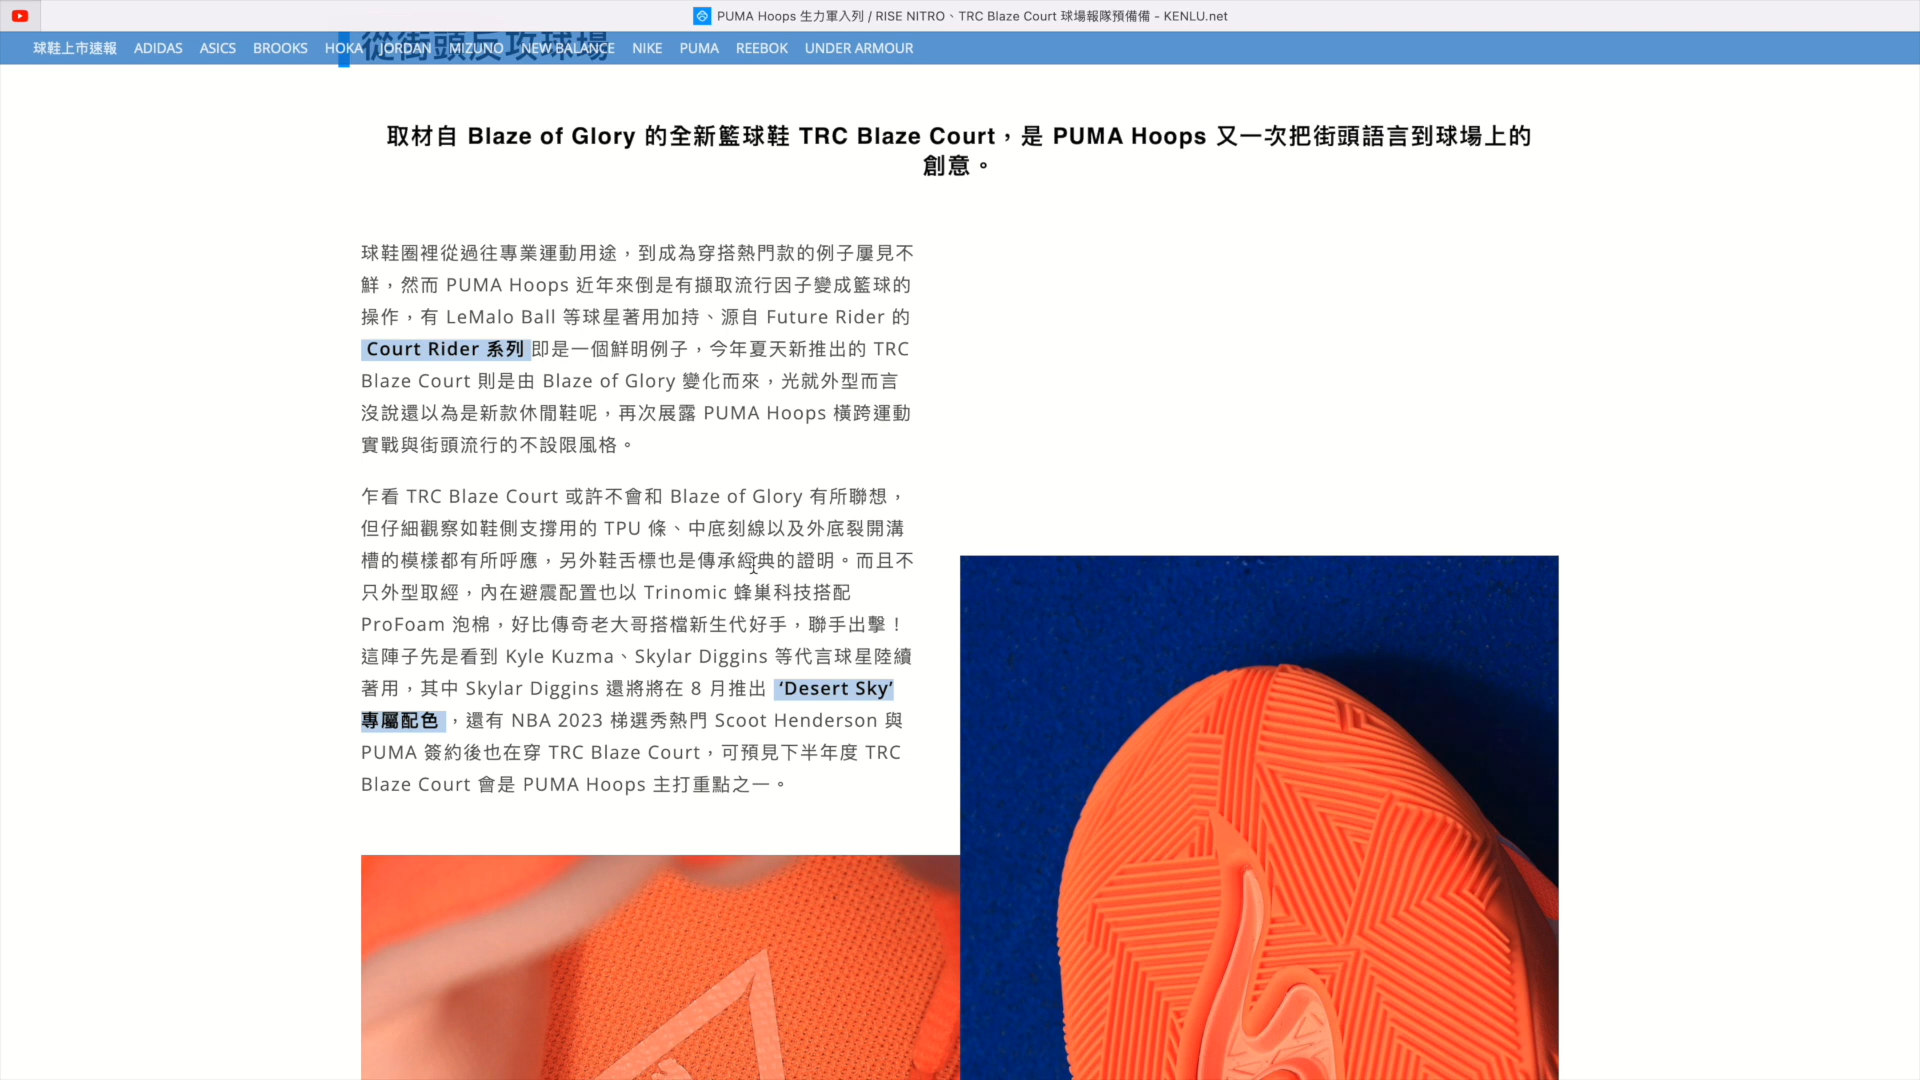 PUMA Hoops 生力軍入列 / RISE NITRO、TRC Blaze Court 球場報隊預備備 - KENLU.net
球鞋上市速報 ADIDAS ASICS BROOKS HOKA JORDAN MIZUNO NEW BALANCE NIKE PUMA REEBOK UNDER ARMOUR
從街頭反攻球場
取材自 Blaze of Glory 的全新籃球鞋 TRC Blaze Court，是 PUMA Hoops 又一次把街頭語言到球場上的
創意。
球鞋圈裡從過往專業運動用途，到成為穿搭熱門款的例子屢見不
鮮，然而 PUMA Hoops 近年來倒是有擷取流行因子變成籃球的
操作，有 LeMalo Ball 等球星著用加持、源自 Future Rider 的
Court Rider 系列 即是一個鮮明例子，今年夏天新推出的 TRC
Blaze Court 則是由 Blaze of Glory 變化而來，光就外型而言
沒說還以為是新款休閒鞋呢，再次展露 PUMA Hoops 橫跨運動
實戰與街頭流行的不設限風格。
乍看 TRC Blaze Court 或許不會和 Blaze of Glory 有所聯想，
但仔細觀察如鞋側支撐用的 TPU 條、中底刻線以及外底裂開溝
槽的模樣都有所呼應，另外鞋舌標也是傳承經典的證明。而且不
只外型取經，內在避震配置也以 Trinomic 蜂巢科技搭配
ProFoam 泡棉，好比傳奇老大哥搭檔新生代好手，聯手出擊！
這陣子先是看到 Kyle Kuzma、Skylar Diggins 等代言球星陸續
著用，其中 Skylar Diggins 還將將在 8 月推出 ‘Desert Sky’
專屬配色 ，還有 NBA 2023 梯選秀熱門 Scoot Henderson 與
PUMA 簽約後也在穿 TRC Blaze Court，可預見下半年度 TRC
Blaze Court 會是 PUMA Hoops 主打重點之一。